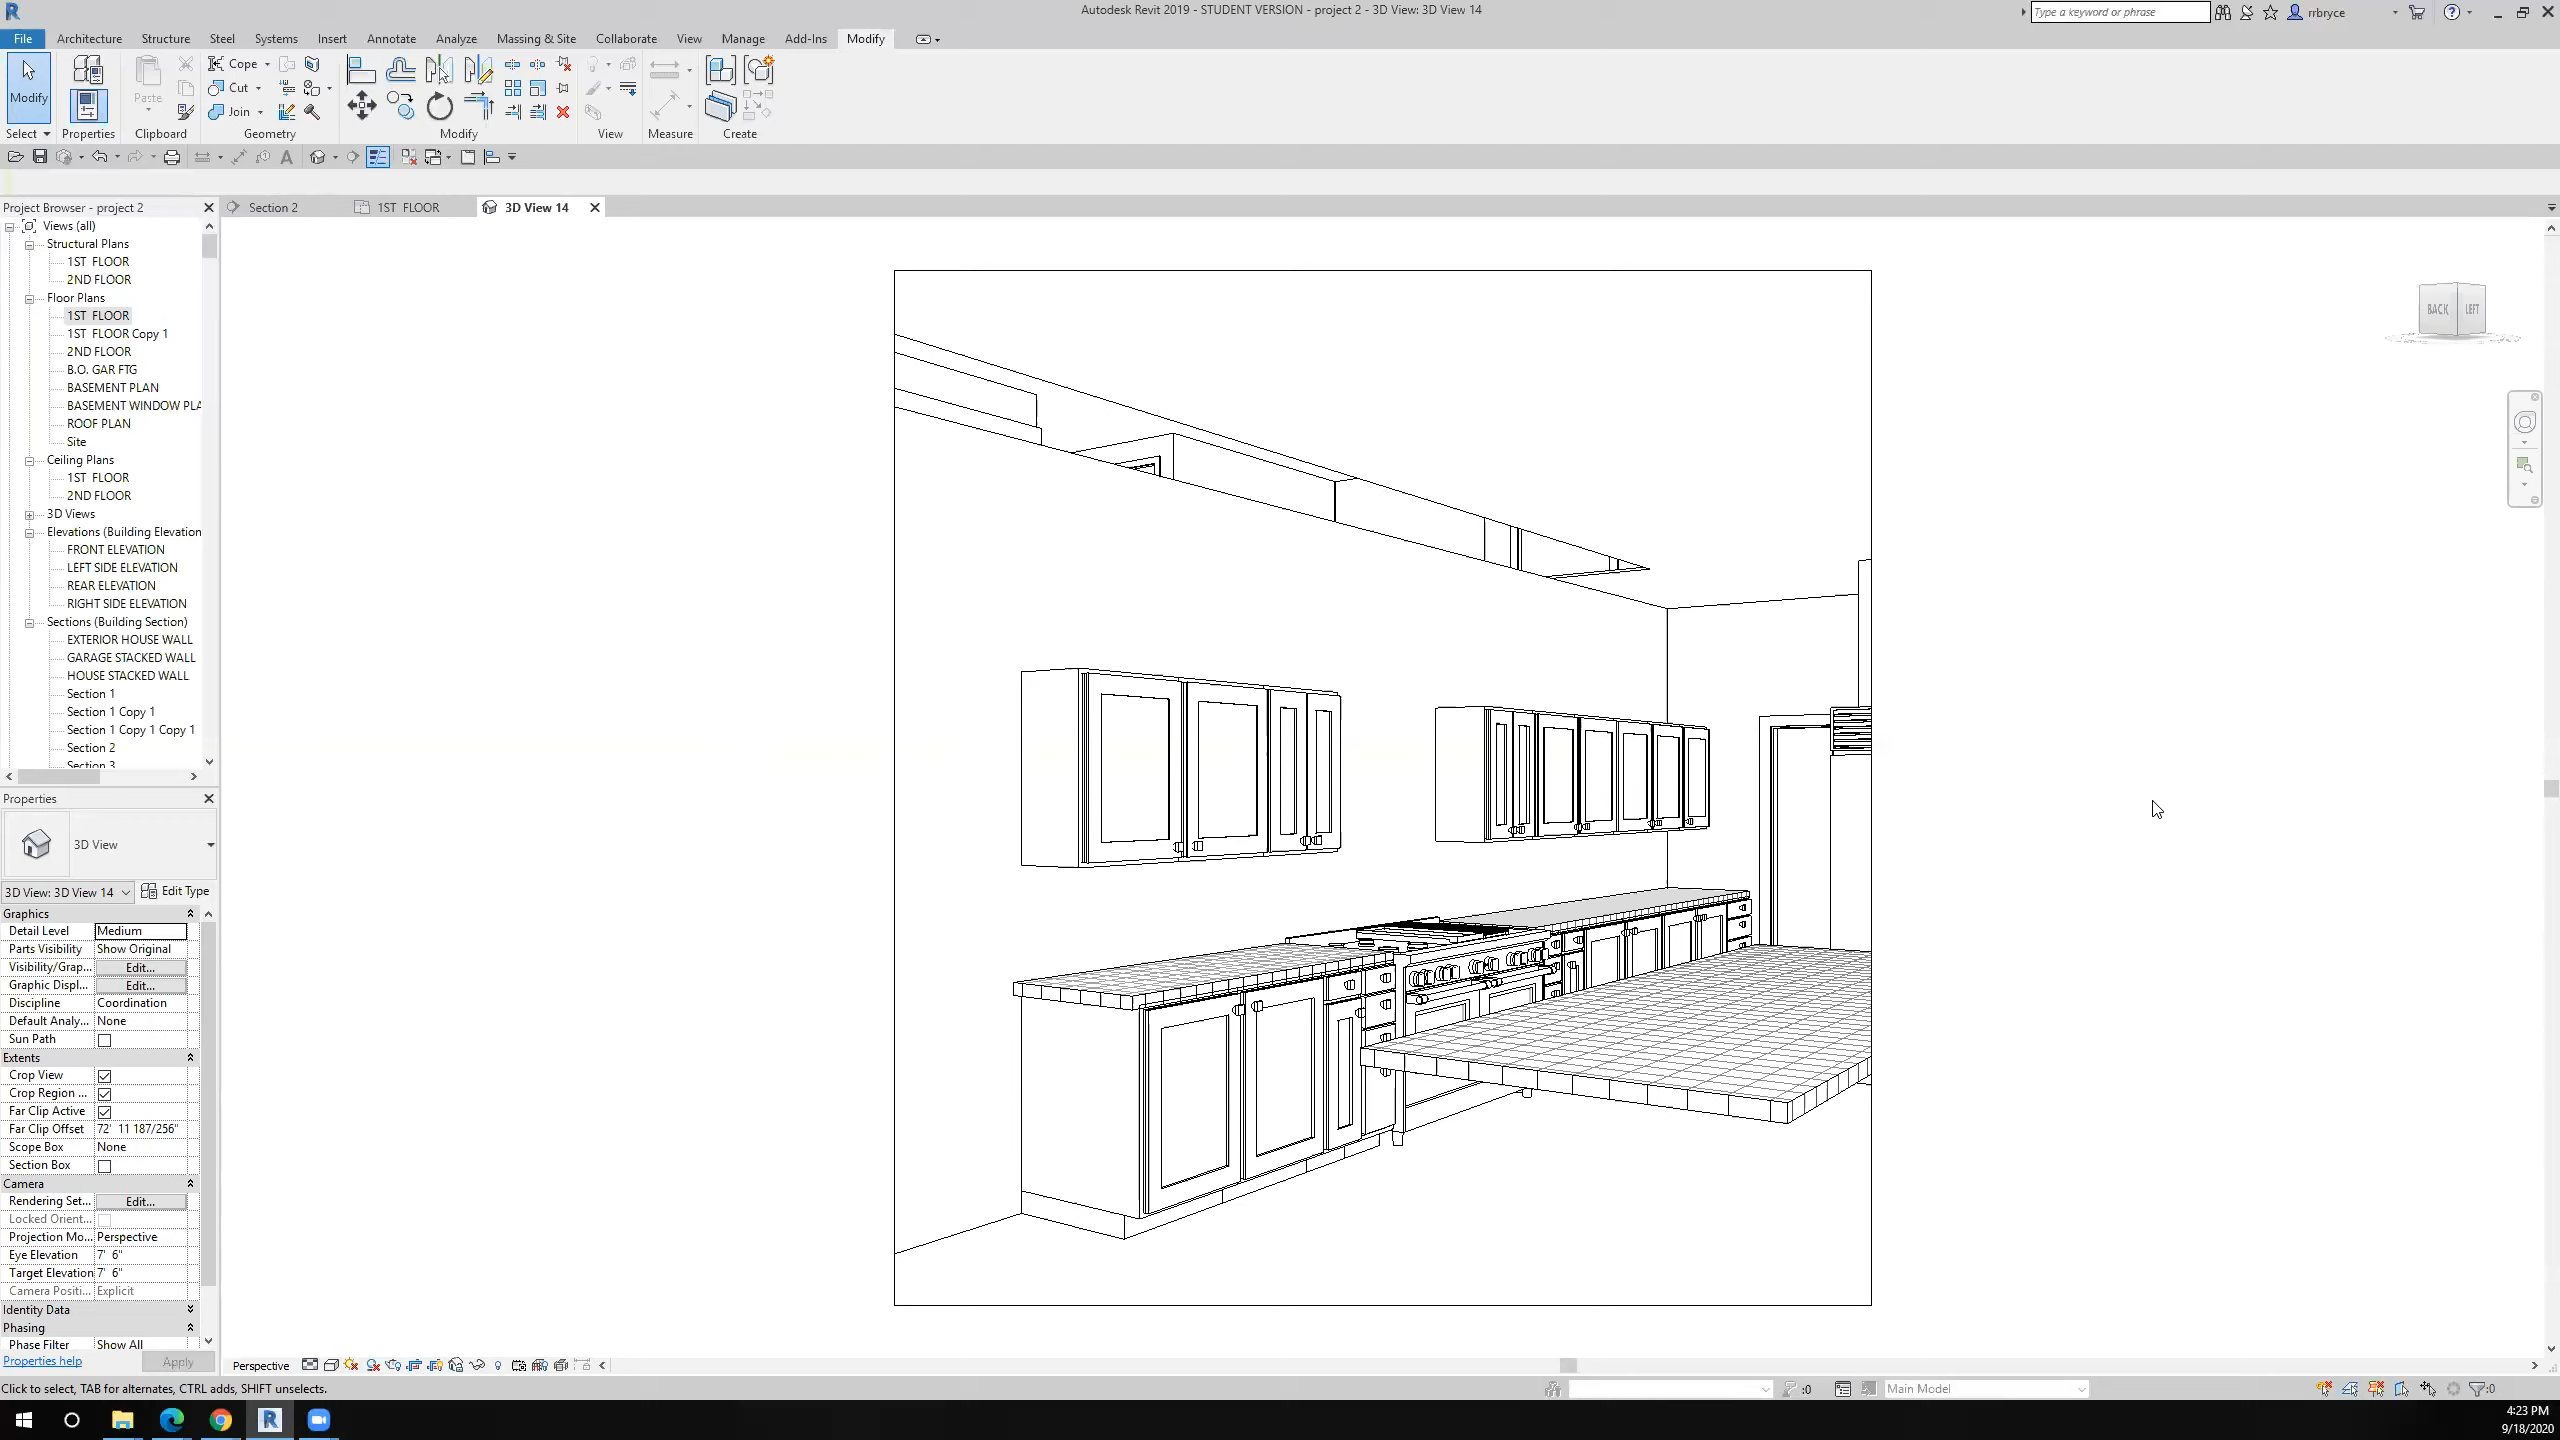 Autodesk Revit 2019 - STUDENT VERSION - project 2 - 3D View: 3D View 14
Type a keyword or phrase
rrbryce
File Architecture Structure Steel Systems Insert Annotate Analyze Massing & Site Collaborate View Manage Add-Ins Modify
Modify
Paste
Cope
Cut
Join
Select Properties Clipboard Geometry Modify View Measure Create
Project Browser - project 2
Section 2
1ST FLOOR
3D View 14
Views (all)
Structural Plans
1ST FLOOR
2ND FLOOR
Floor Plans
1ST FLOOR
1ST FLOOR Copy 1
2ND FLOOR
B.O. GAR FTG
BASEMENT PLAN
BASEMENT WINDOW PLA
ROOF PLAN
Site
Ceiling Plans
1ST FLOOR
2ND FLOOR
3D Views
Elevations (Building Elevation
FRONT ELEVATION
LEFT SIDE ELEVATION
REAR ELEVATION
RIGHT SIDE ELEVATION
Sections (Building Section)
EXTERIOR HOUSE WALL
GARAGE STACKED WALL
HOUSE STACKED WALL
Section 1
Section 1 Copy 1
Section 1 Copy 1 Copy 1
Section 2
Section 3
BACK LEFT
Properties
3D View
3D View: 3D View 14 Edit Type
Graphics
Detail Level Medium
Parts Visibility Show Original
Visibility/Grap... Edit...
Graphic Displ... Edit...
Discipline Coordination
Default Analy... None
Sun Path
Extents
Crop View
Crop Region ...
Far Clip Active
Far Clip Offset 72' 11 187/256"
Scope Box None
Section Box
Camera
Rendering Set... Edit...
Locked Orient...
Projection Mo... Perspective
Eye Elevation 7' 6"
Target Elevation 7' 6"
Camera Positi... Explicit
Identity Data
Phasing
Phase Filter Show All
Properties help Apply
Perspective
Click to select, TAB for alternates, CTRL adds, SHIFT unselects.
:0
Main Model
:0
4:23 PM
9/18/2020